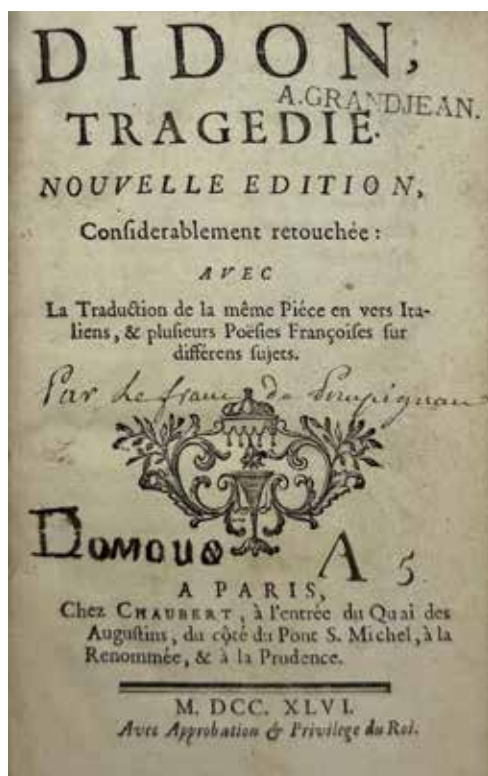 DIDON,
A.GRANDJEAN.
TRAGEDIE.
NOUVELLE EDITION,
Considerablement retouchée :
AVEC
La Traduction de la même Piéce en vers Ita-
liens, & plusieurs Poësies Françoises sur
différens sujets.
Par Lefranc de Pompignan
DOMOUS
A 5
A PARIS,
Chez CHAUBERT, à l'entrée du Quai des
Augustins, du côté du Pont S. Michel, à la
Renommée, & à la Prudence.
M. DCC. XLVI.
Avec Approbation & Privilege du Roi.